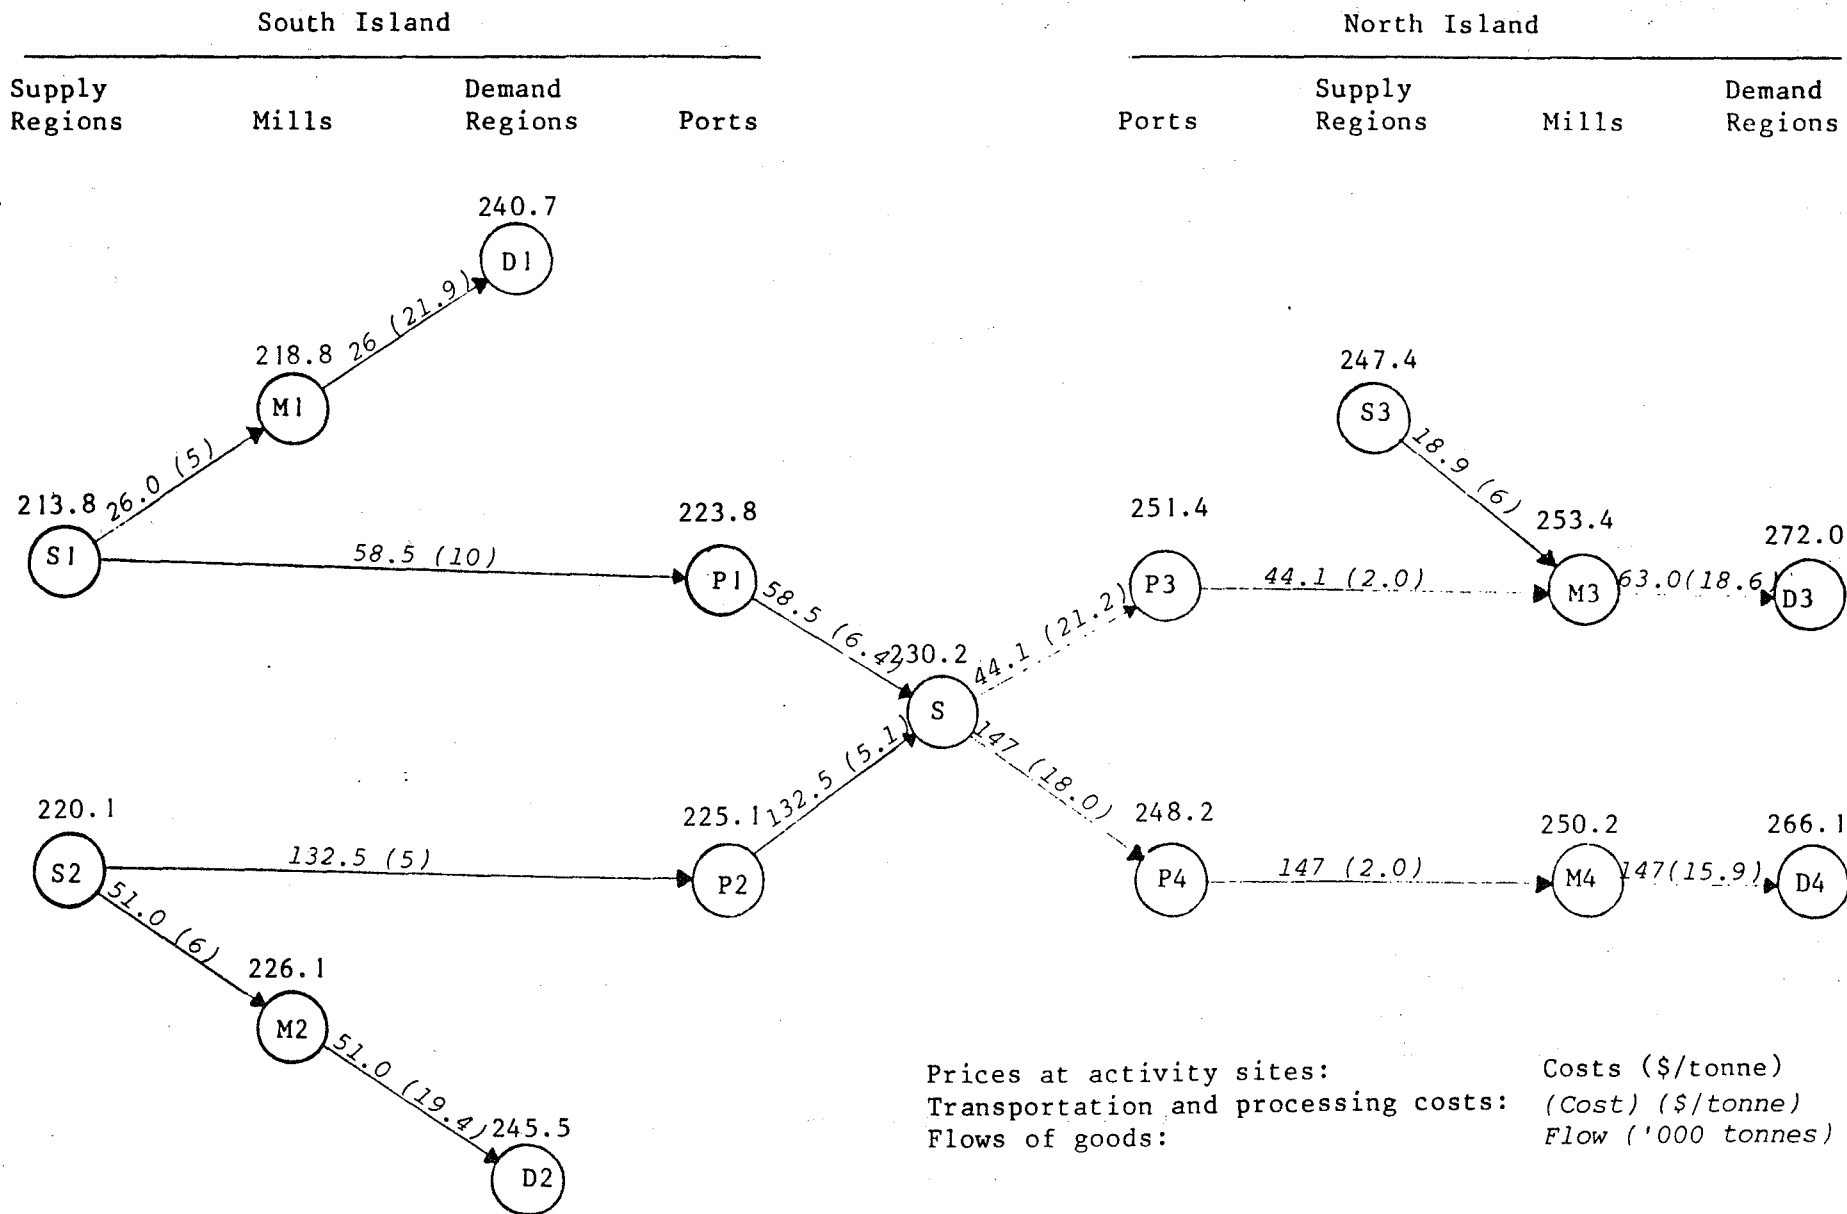 South Island
North Island
Supply
Regions
Mills
Demand
Regions
Ports
Ports
Supply
Regions
Mills
Demand
Regions
240.7
D1
26 (21.9)
218.8
M1
26.0 (5)
213.8
S1
58.5 (10)
223.8
P1
58.5 (6.4)
230.2
S
44.1 (21.2)
251.4
P3
44.1 (2.0)
247.4
S3
18.9 (6)
253.4
M3
63.0(18.6)
272.0
D3
220.1
S2
132.5 (5)
225.1
P2
132.5 (5.1)
147 (18.0)
248.2
P4
147 (2.0)
250.2
M4
147(15.9)
266.1
D4
51.0 (6)
226.1
M2
51.0 (19.4)
245.5
D2
Prices at activity sites: Costs ($/tonne)
Transportation and processing costs: (Cost) ($/tonne)
Flows of goods: Flow ('000 tonnes)